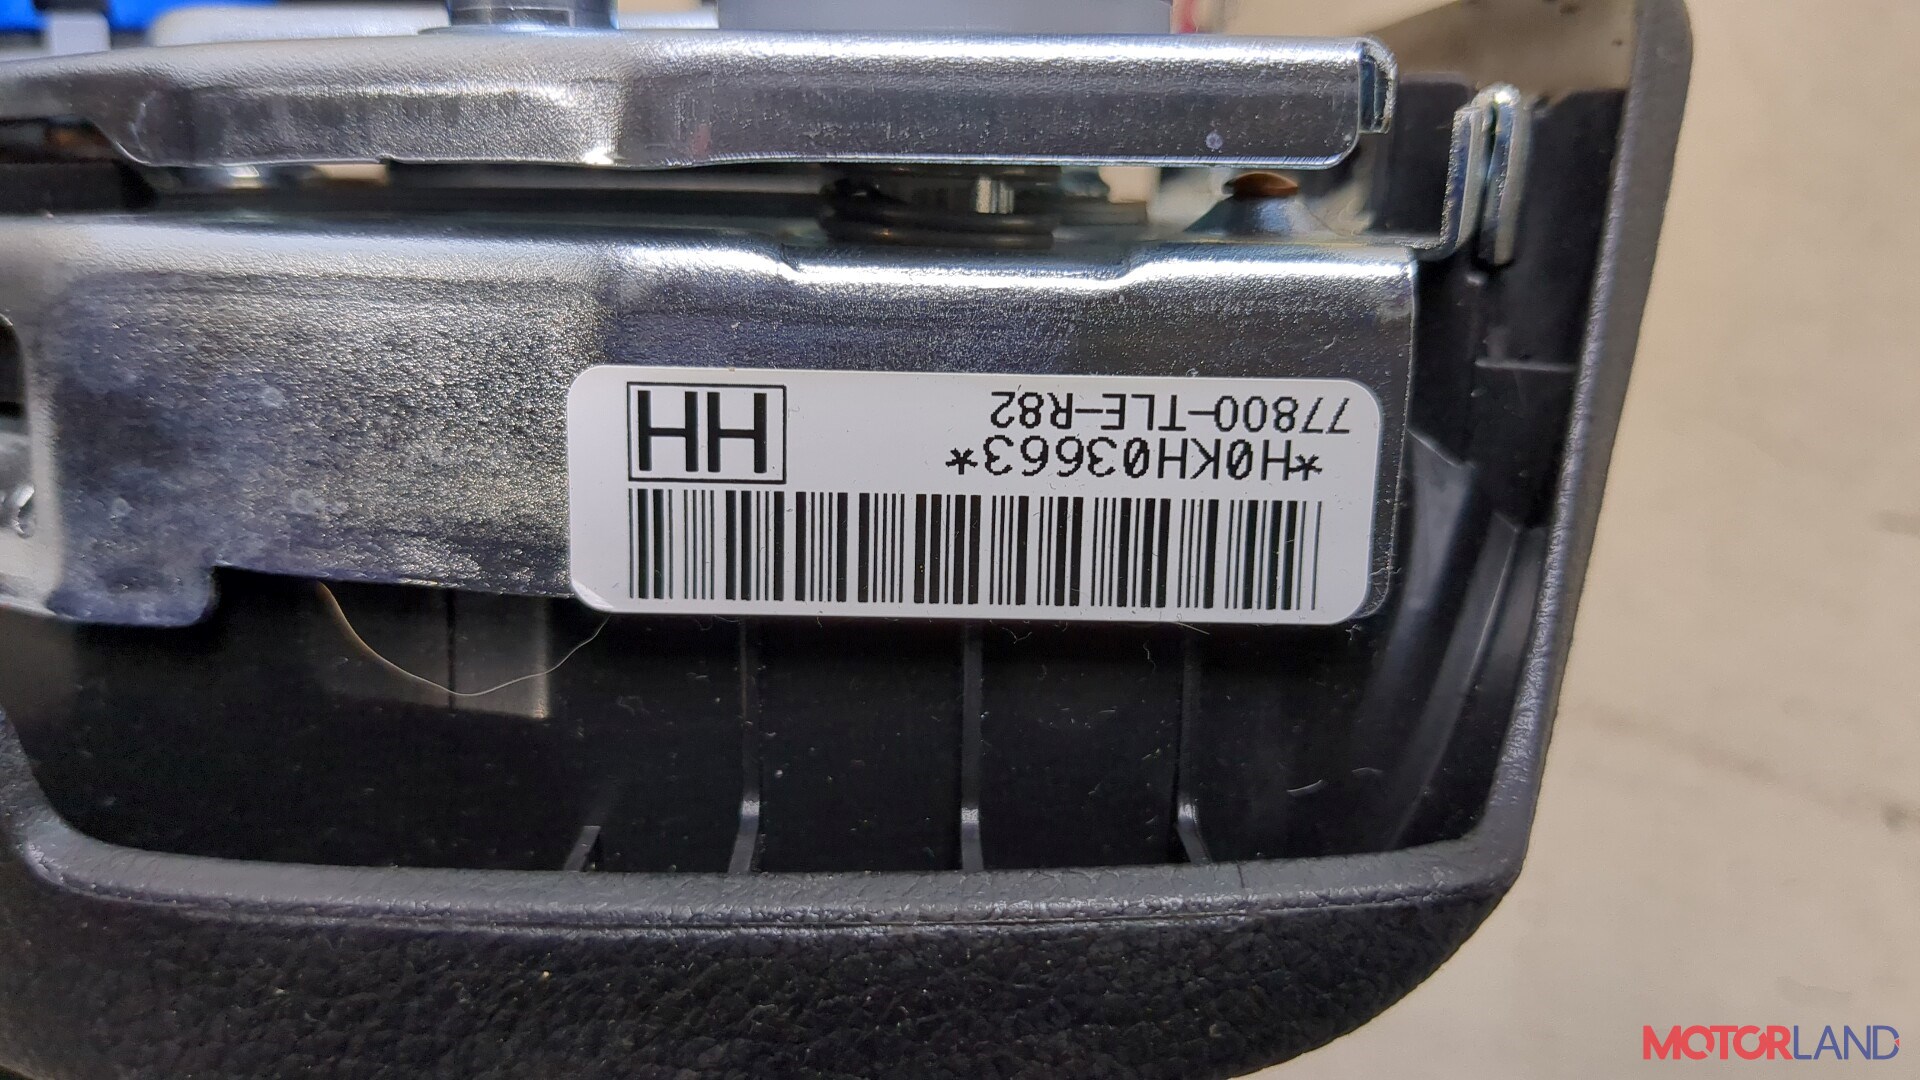 *H0KH03663*
77800-TLE-R82
HH
MOTORLAND